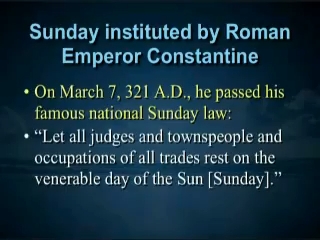 Sunday instituted by Roman
Emperor Constantine
• On March 7, 321 A.D., he passed his
famous national Sunday law:
• “Let all judges and townspeople and
occupations of all trades rest on the
venerable day of the Sun [Sunday].”